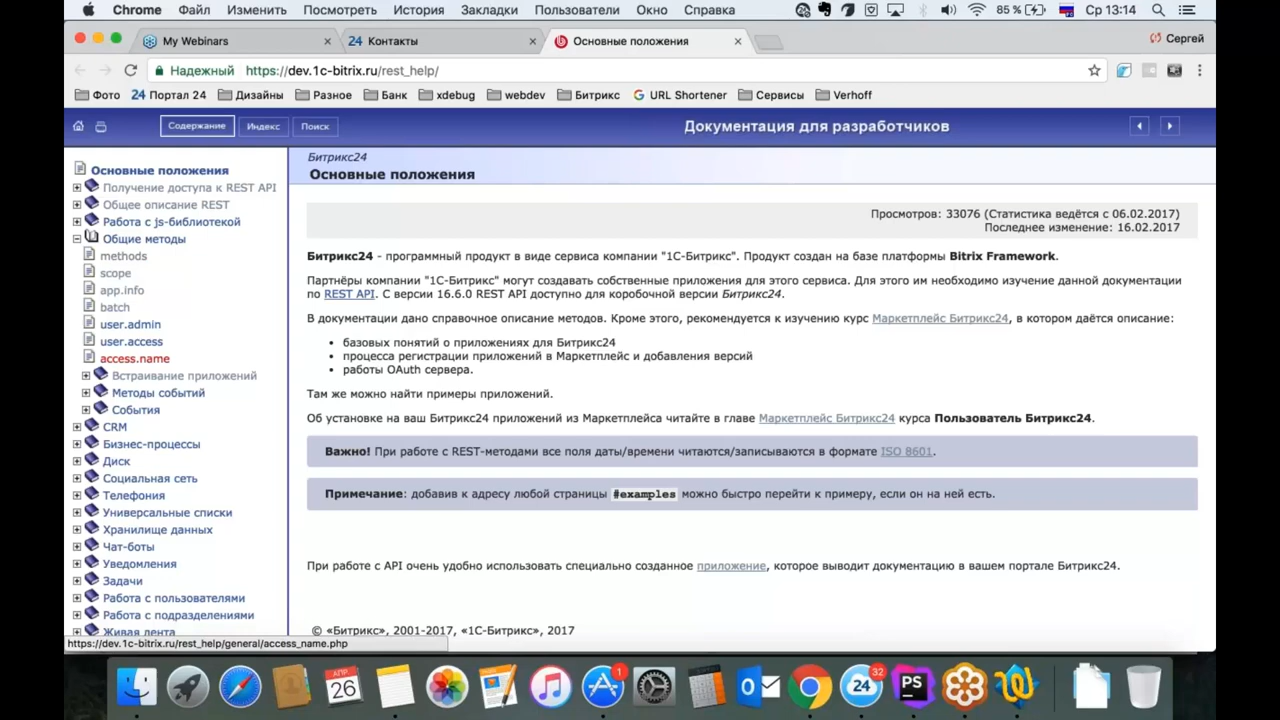 Chrome Файл Изменить Посмотреть История Закладки Пользователи Окно Справка 85 % Ср 13:14
My Webinars
24 Контакты
Основные положения
Сергей
Надежный https://dev.1c-bitrix.ru/rest_help/
Фото 24 Портал 24 Дизайны Разное Банк xdebug webdev Битрикс URL Shortener Сервисы Verhoff
Содержание Индекс Поиск Документация для разработчиков
Основные положения
Получение доступа к REST API
Общее описание REST
Работа с js-библиотекой
Общие методы
methods
scope
app.info
batch
user.admin
user.access
access.name
Встраивание приложений
Методы событий
События
CRM
Бизнес-процессы
Диск
Социальная сеть
Телефония
Универсальные списки
Хранилище данных
Чат-боты
Уведомления
Задачи
Работа с пользователями
Работа с подразделениями
Живая лента
https://dev.1c-bitrix.ru/rest_help/general/access_name.php
Битрикс24
Основные положения
Просмотров: 33076 (Статистика ведётся с 06.02.2017)
Последнее изменение: 16.02.2017
Битрикс24 - программный продукт в виде сервиса компании "1С-Битрикс". Продукт создан на базе платформы Bitrix Framework.
Партнёры компании "1С-Битрикс" могут создавать собственные приложения для этого сервиса. Для этого им необходимо изучение данной документации
по REST API. С версии 16.6.0 REST API доступно для коробочной версии Битрикс24.
В документации дано справочное описание методов. Кроме этого, рекомендуется к изучению курс Маркетплейс Битрикс24, в котором даётся описание:
• базовых понятий о приложениях для Битрикс24
• процесса регистрации приложений в Маркетплейс и добавления версий
• работы OAuth сервера.
Там же можно найти примеры приложений.
Об установке на ваш Битрикс24 приложений из Маркетплейса читайте в главе Маркетплейс Битрикс24 курса Пользователь Битрикс24.
Важно! При работе с REST-методами все поля даты/времени читаются/записываются в формате ISO 8601.
Примечание: добавив к адресу любой страницы #examples можно быстро перейти к примеру, если он на ней есть.
При работе с API очень удобно использовать специально созданное приложение, которое выводит документацию в вашем портале Битрикс24.
© «Битрикс», 2001-2017, «1С-Битрикс», 2017
АПР
26
1
24
32
PS